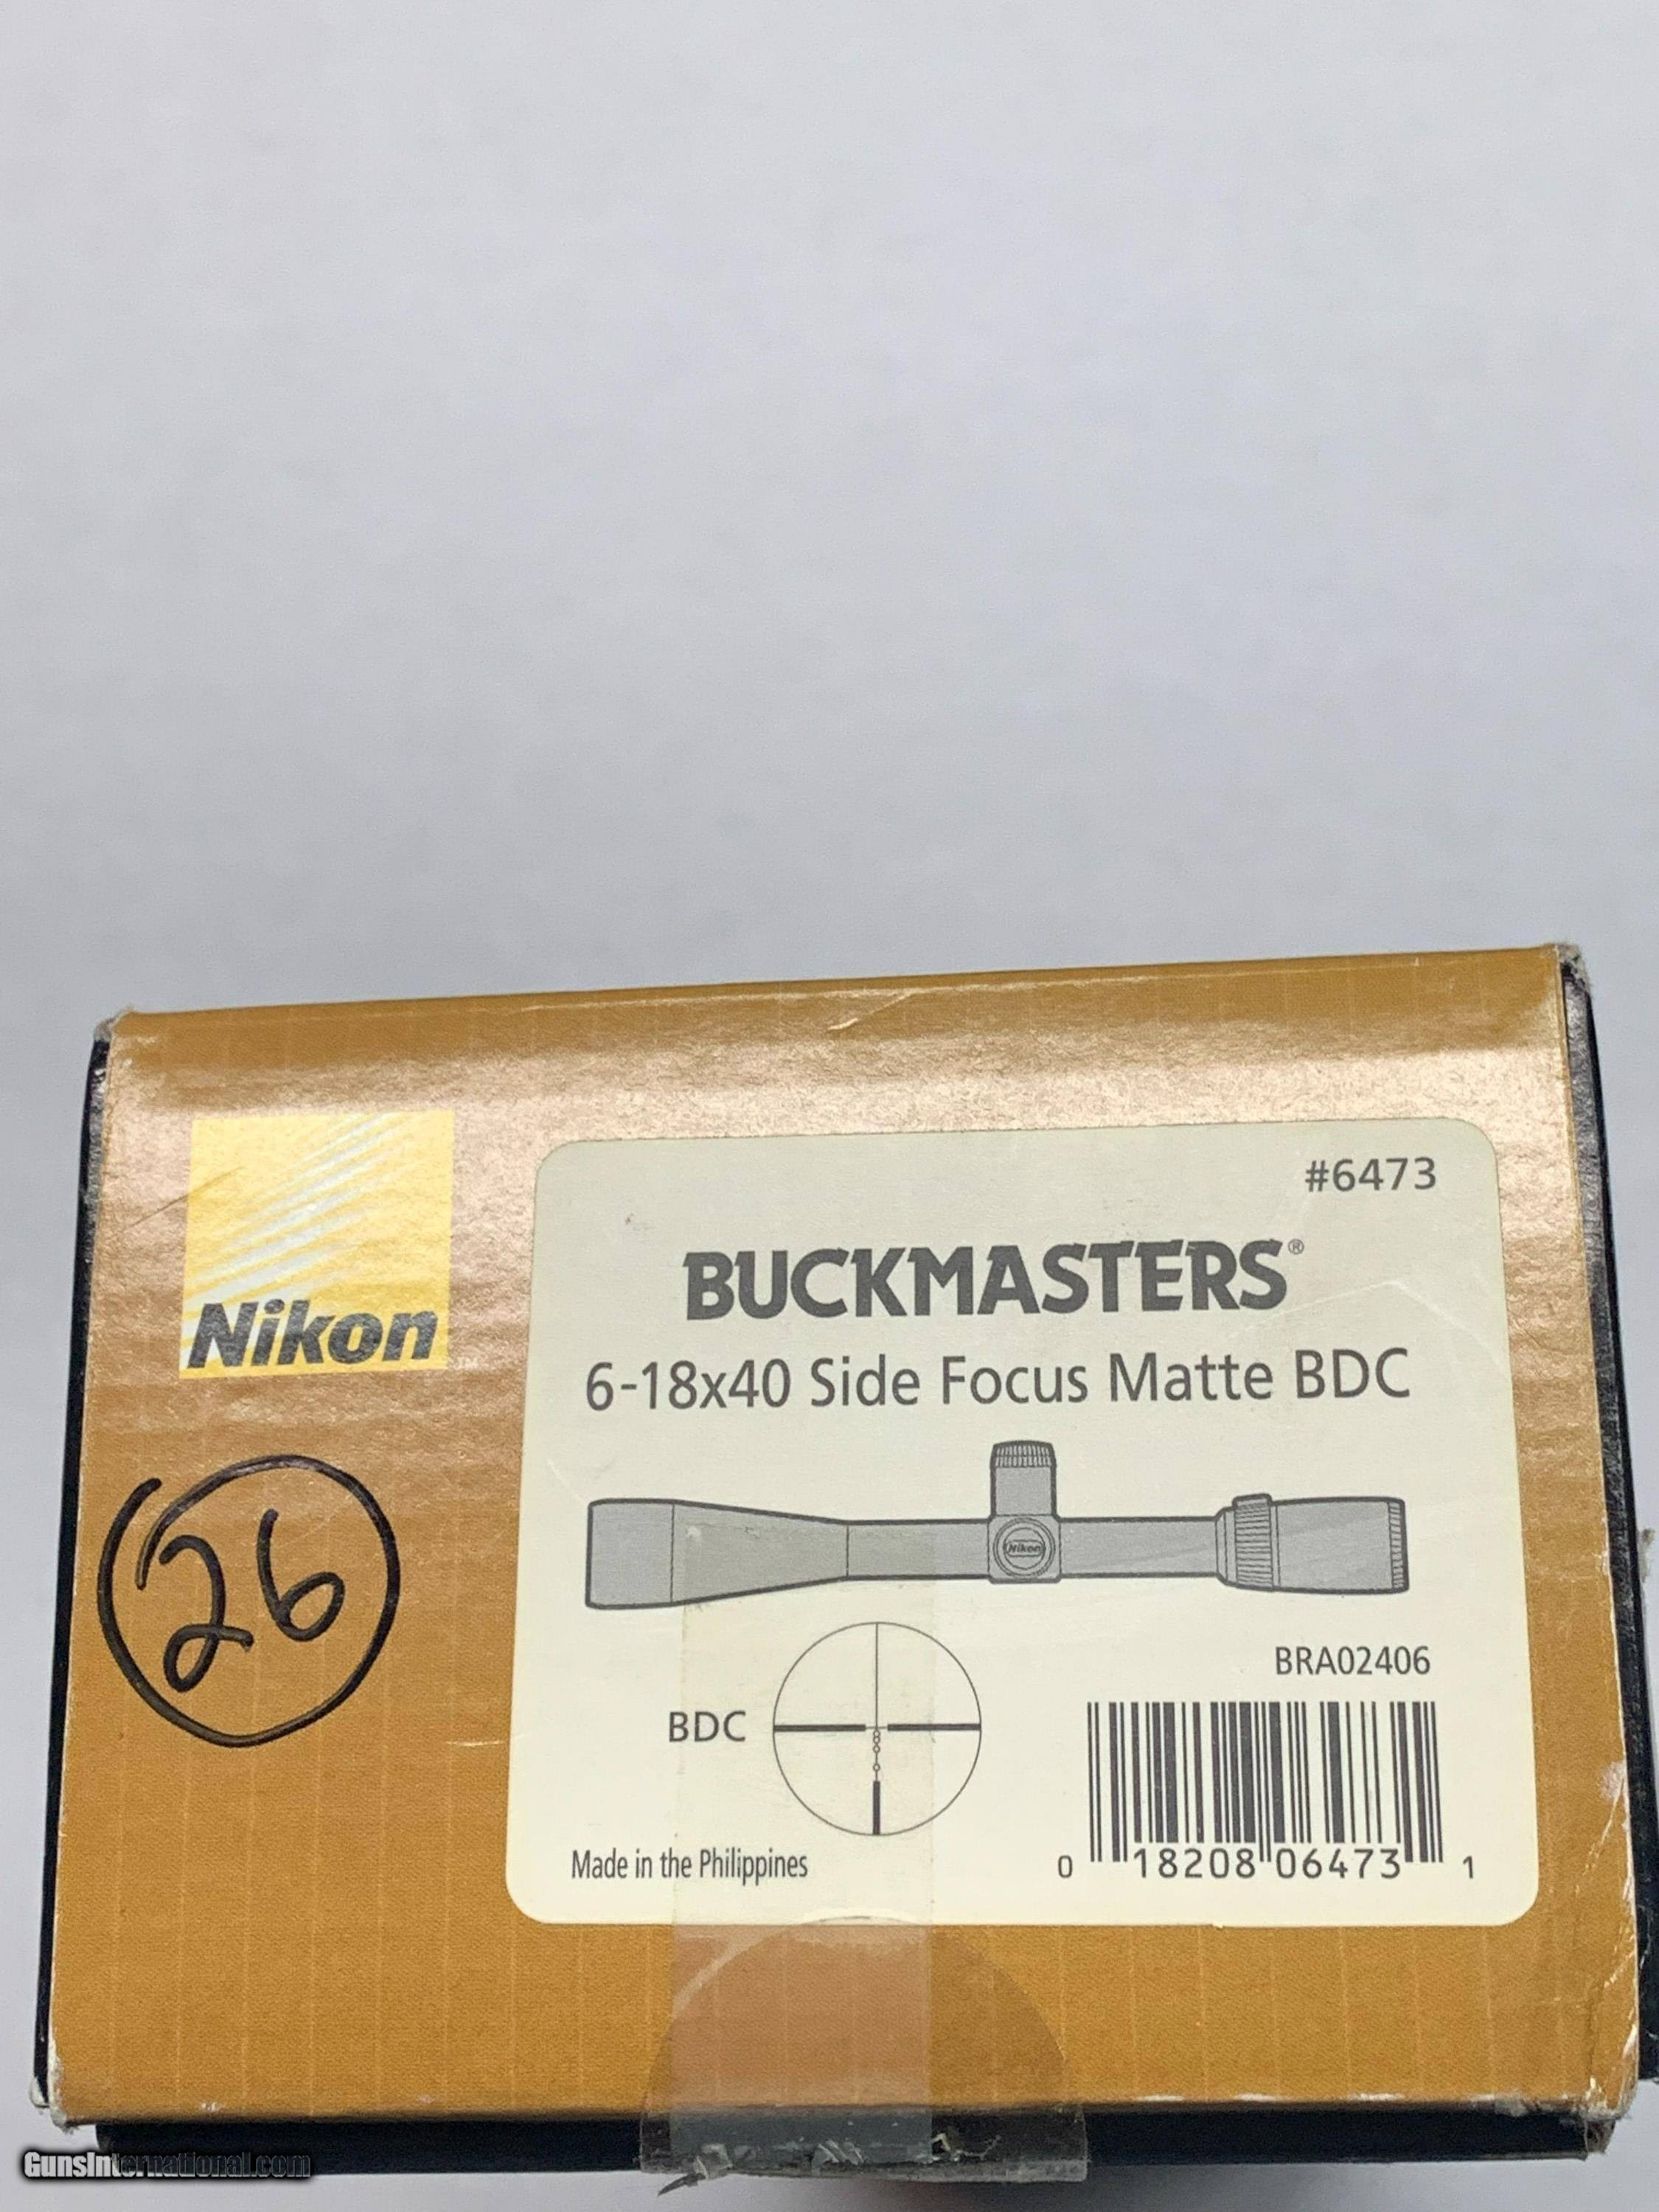 #6473
BUCKMASTERS®
Nikon™
6-18x40 Side Focus Matte BDC
26
Nikon
BRA02406
BDC
Made in the Philippines
0 18208 06473 1
GunsInternational.com